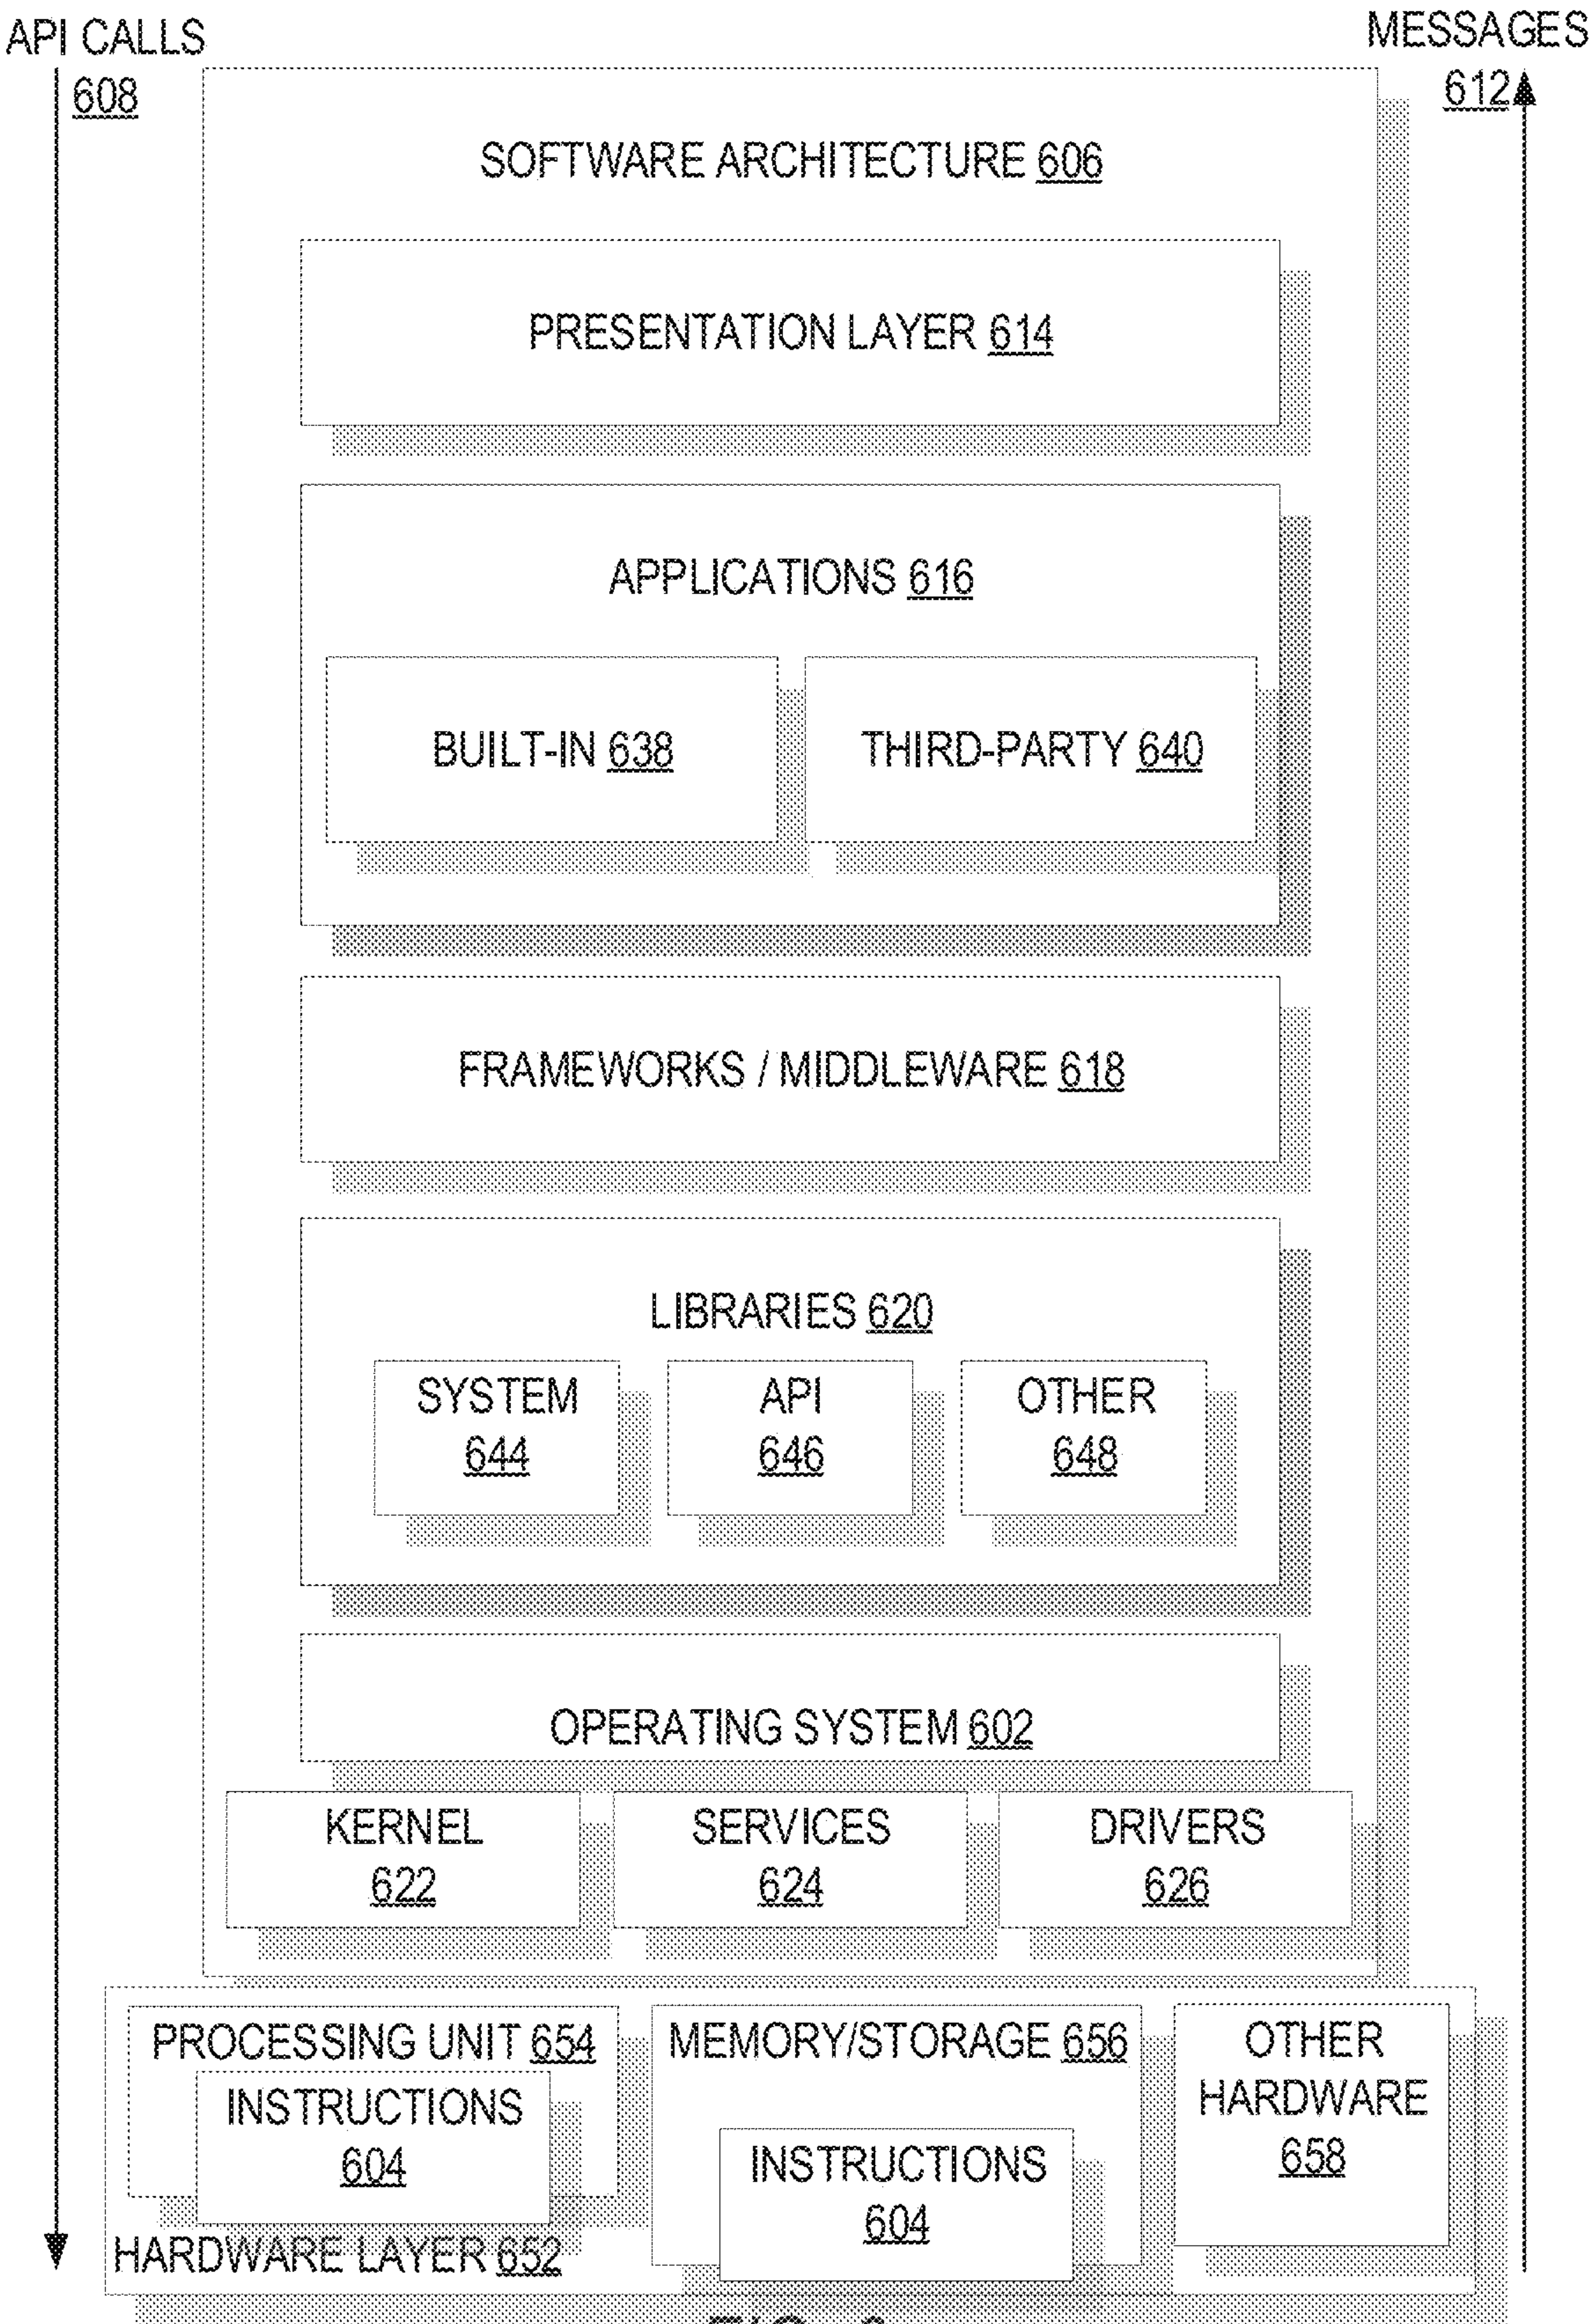 API CALLS
608
MESSAGES
612
SOFTWARE ARCHITECTURE 606
PRESENTATION LAYER 614
APPLICATIONS 616
BUILT-IN 638
THIRD-PARTY 640
FRAMEWORKS / MIDDLEWARE 618
LIBRARIES 620
SYSTEM
644
API
646
OTHER
648
OPERATING SYSTEM 602
KERNEL
622
SERVICES
624
DRIVERS
626
PROCESSING UNIT 654
INSTRUCTIONS
604
MEMORY/STORAGE 656
INSTRUCTIONS
604
OTHER
HARDWARE
658
HARDWARE LAYER 652